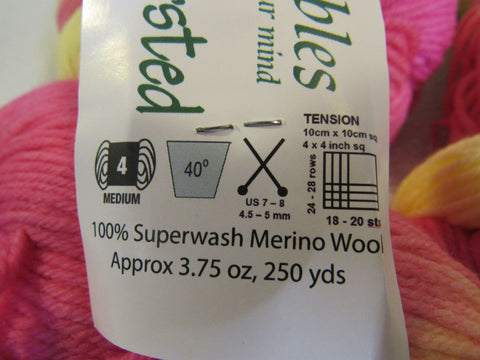 bles
ur mind
rsted
TENSION
10cm x 10cm sq
4 x 4 inch sq
4
MEDIUM
40°
US 7 – 8
4.5 – 5 mm
24 - 28 rows
18 - 20 sts
100% Superwash Merino Wool
Approx 3.75 oz, 250 yds